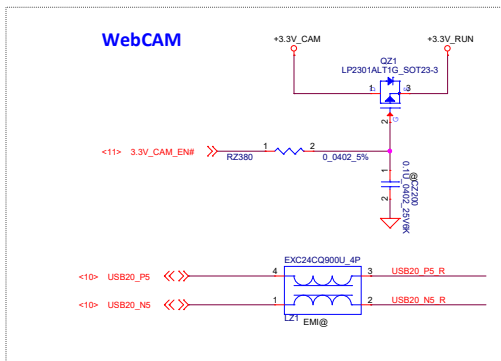 WebCAM
+3.3V_CAM
+3.3V_RUN
QZ1
LP2301ALT1G_SOT23-3
1
3
D
S
2
G
<11> 3.3V_CAM_EN#
1
2
RZ380
0_0402_5%
1
2
@CZ200
0.1U_0402_25V6K
EXC24CQ900U_4P
<10> USB20_P5
4
3
USB20_P5_R
<10> USB20_N5
1
2
USB20_N5_R
LZ1
EMI@